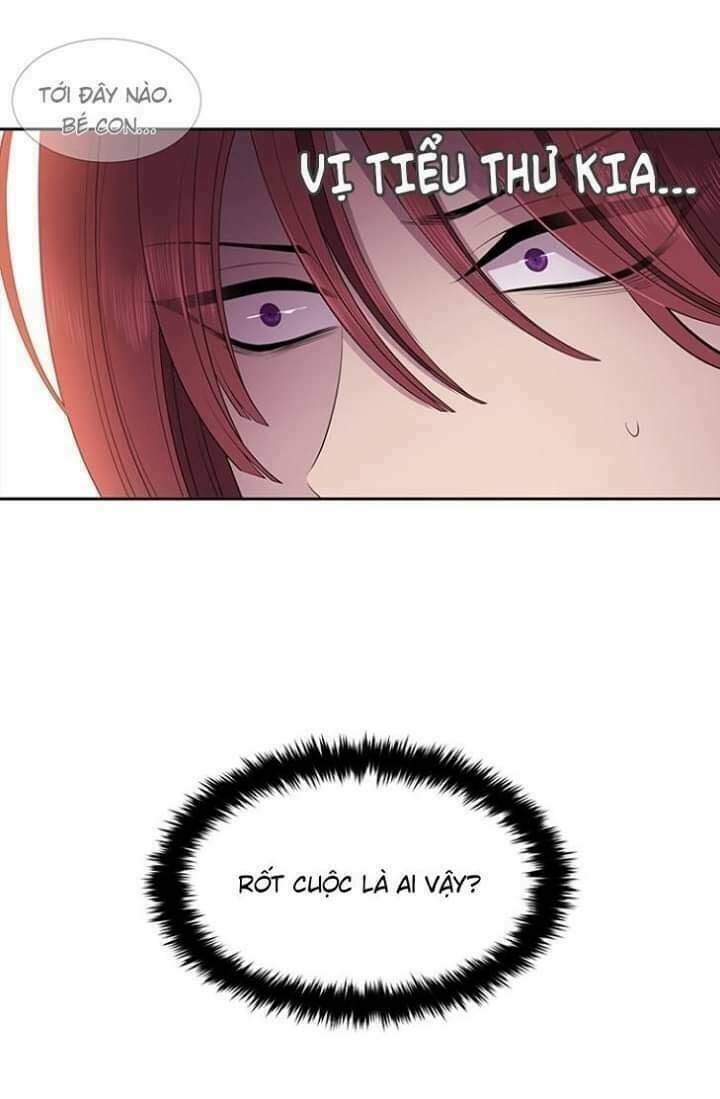 TỚI ĐÂY NÀO,
BÉ CON...
VỊ TIỂU THƯ KIA...
RỐT CUỘC LÀ AI VẬY?